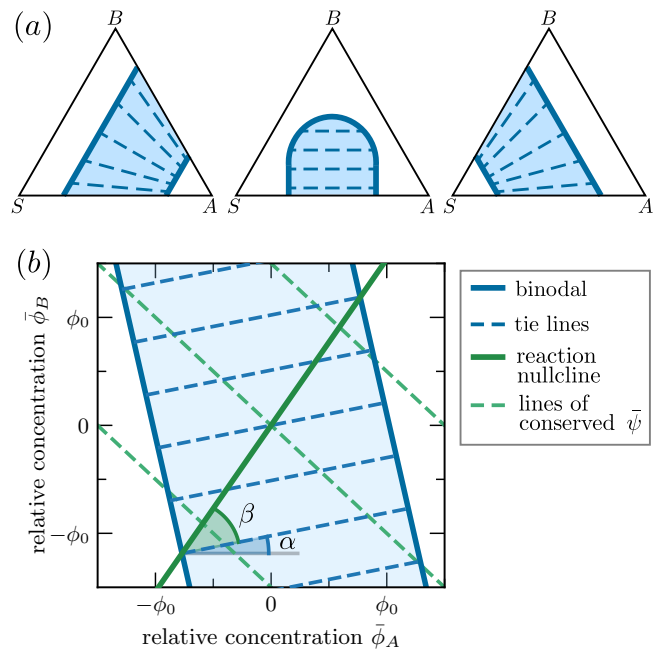 (a)
B
B
B
S
A
S
A
S
A
(b)
relative concentration ϕ̄_B
ϕ₀
0
−ϕ₀
β
α
−ϕ₀
0
ϕ₀
relative concentration ϕ̄_A
binodal
tie lines
reaction
nullcline
lines of
conserved ψ̄